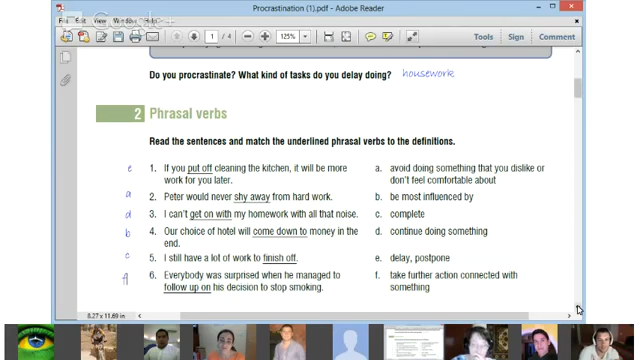 Procrastination (1).pdf - Adobe Reader
File Edit View Window Help
1 / 4 125% Tools Sign Comment
Do you procrastinate? What kind of tasks do you delay doing? housework
2 Phrasal verbs
Read the sentences and match the underlined phrasal verbs to the definitions.
e 1. If you put off cleaning the kitchen, it will be more
work for you later.
a 2. Peter would never shy away from hard work.
d 3. I can't get on with my homework with all that noise.
b 4. Our choice of hotel will come down to money in the
end.
c 5. I still have a lot of work to finish off.
f 6. Everybody was surprised when he managed to
follow up on his decision to stop smoking.
a. avoid doing something that you dislike or
don't feel comfortable about
b. be most influenced by
c. complete
d. continue doing something
e. delay, postpone
f. take further action connected with
something
8.27 x 11.69 in